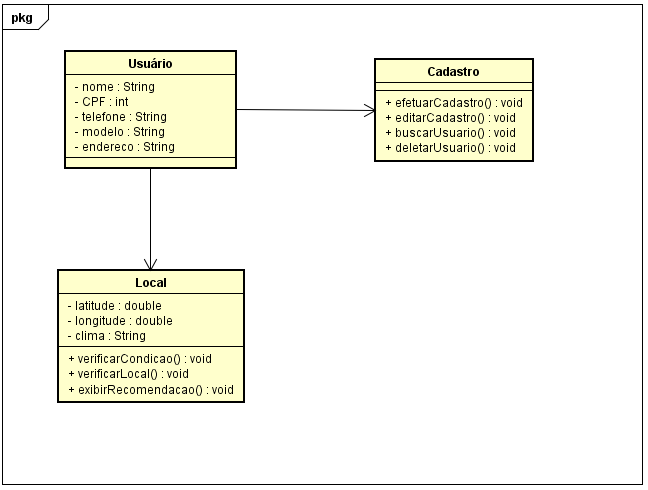 pkg
Usuário
- nome : String
- CPF : int
- telefone : String
- modelo : String
- endereco : String
Cadastro
+ efetuarCadastro() : void
+ editarCadastro() : void
+ buscarUsuario() : void
+ deletarUsuario() : void
Local
- latitude : double
- longitude : double
- clima : String
+ verificarCondicao() : void
+ verificarLocal() : void
+ exibirRecomendacao() : void